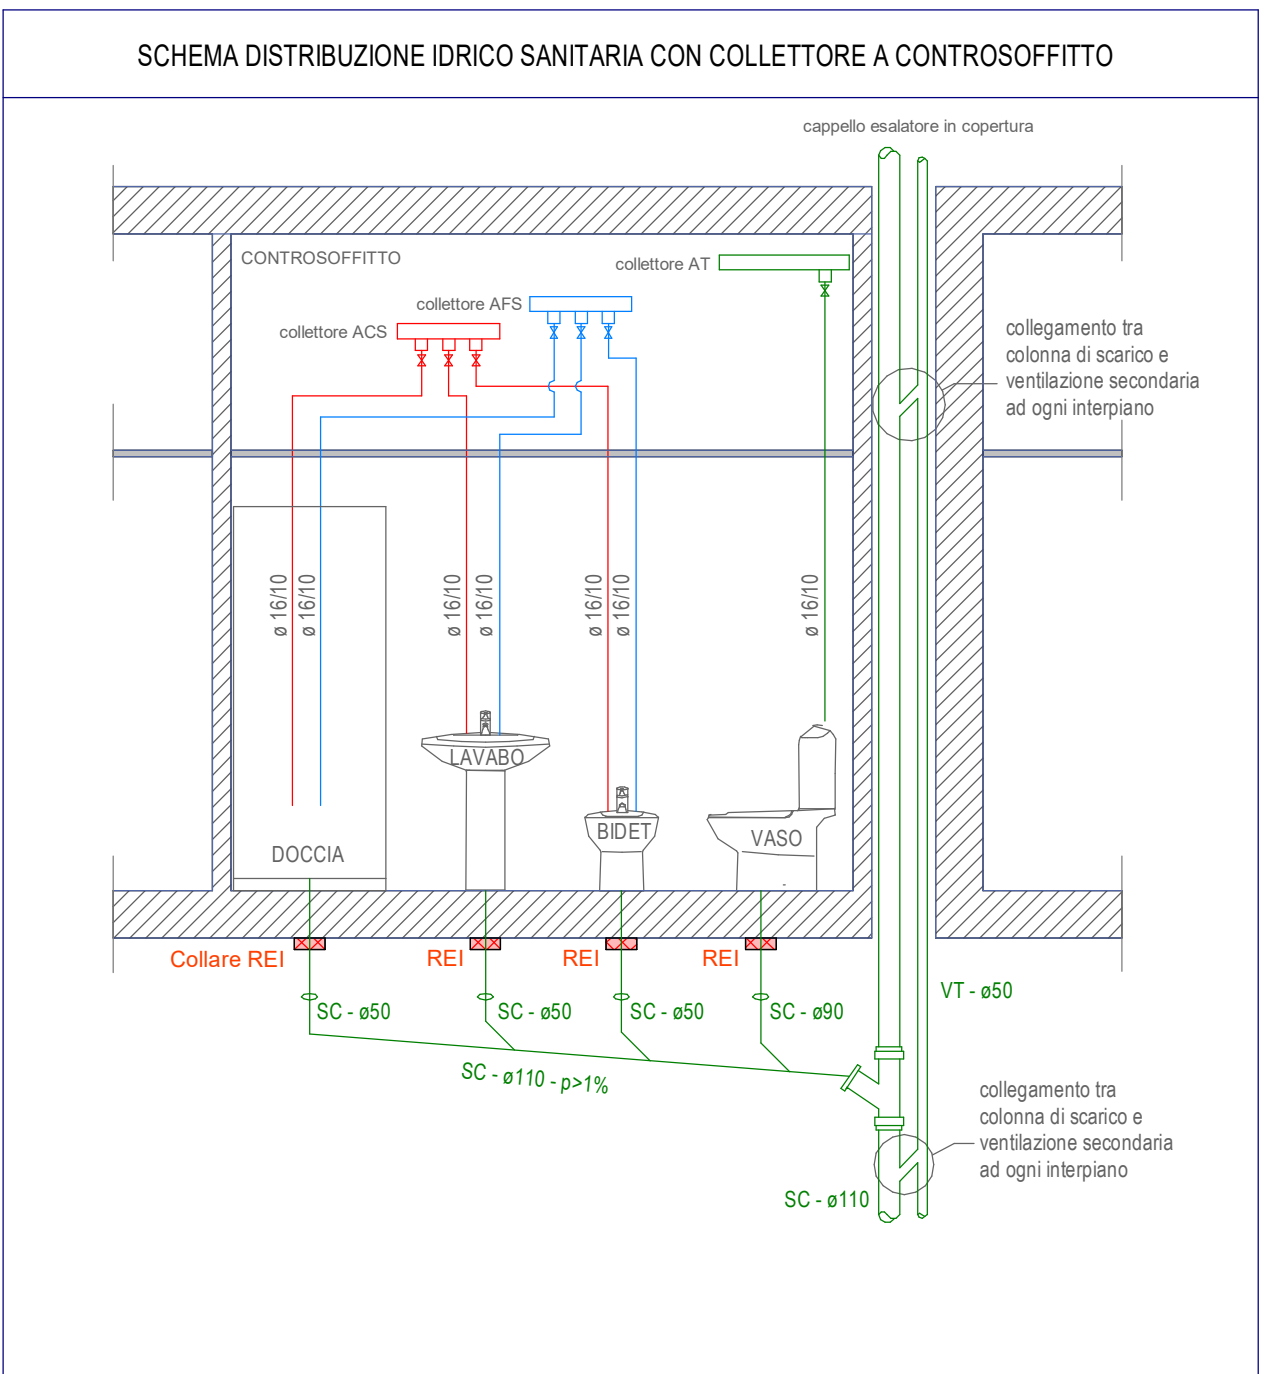 SCHEMA DISTRIBUZIONE IDRICO SANITARIA CON COLLETTORE A CONTROSOFFITTO
cappello esalatore in copertura
CONTROSOFFITTO
collettore AT
collettore AFS
collettore ACS
collegamento tra
colonna di scarico e
ventilazione secondaria
ad ogni interpiano
ø 16/10
ø 16/10
ø 16/10
ø 16/10
ø 16/10
ø 16/10
ø 16/10
LAVABO
BIDET
VASO
DOCCIA
Collare REI
REI
REI
REI
SC - ø50
SC - ø50
SC - ø50
SC - ø90
VT - ø50
SC - ø110 - p>1%
collegamento tra
colonna di scarico e
ventilazione secondaria
ad ogni interpiano
SC - ø110